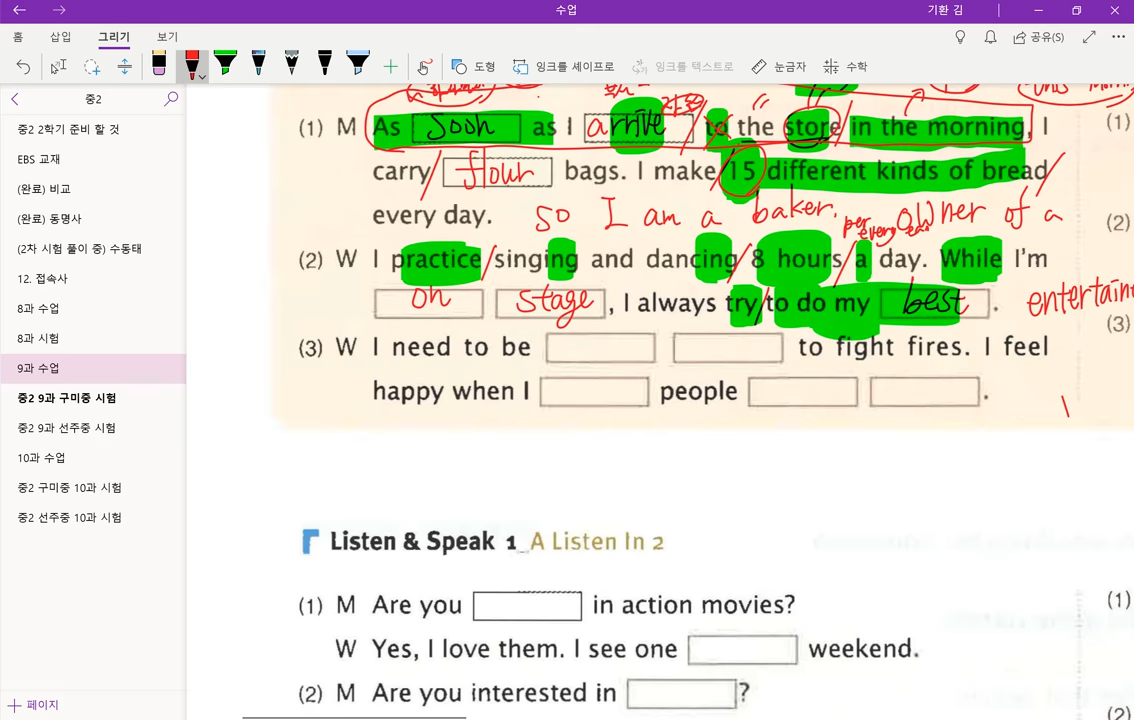 수업
기환 김
홈 삽입 그리기 보기
공유(S)
도형 잉크를 셰이프로 잉크를 텍스트로 눈금자 수학
중2
중2 2학기 준비 할 것
EBS 교재
(완료) 비교
(완료) 동명사
(2차 시험 풀이 중) 수동태
12. 접속사
8과 수업
8과 시험
9과 수업
중2 9과 구미중 시험
중2 9과 선주중 시험
10과 수업
중2 구미중 10과 시험
중2 선주중 10과 시험
페이지
(1) M As soon as I arrive to the store in the morning, I
carry flour bags. I make 15 different kinds of bread
every day. so I am a baker. owner of a
per every
(2) W I practice/singing and dancing/8 hours/a day. While I'm
on stage, I always try/to do my best. entertain
(3) W I need to be to fight fires. I feel
happy when I people .
Listen & Speak 1_A Listen In 2
(1) M Are you in action movies?
W Yes, I love them. I see one weekend.
(2) M Are you interested in ?
(1)
(2)
(3)
(1)
(2)